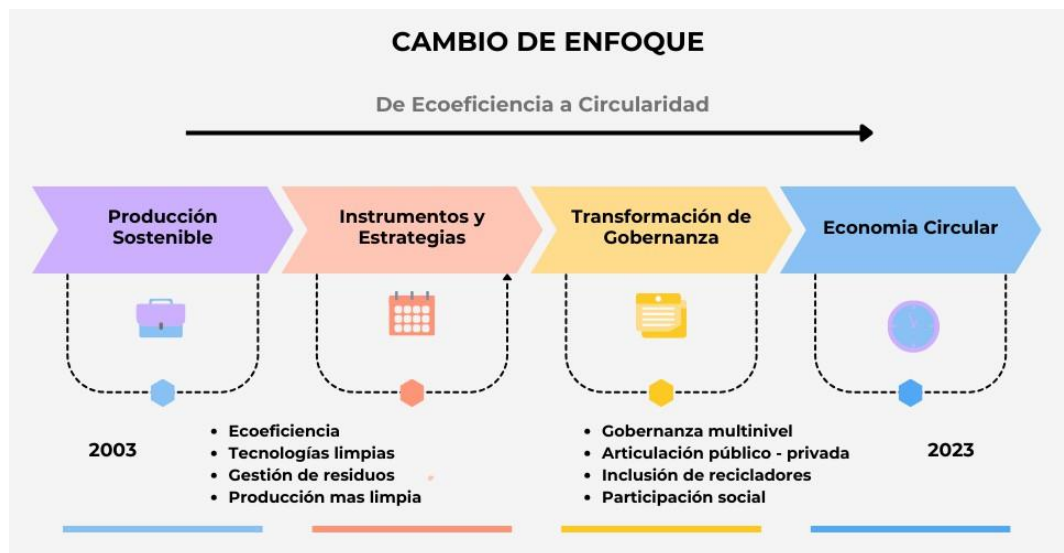 CAMBIO DE ENFOQUE
De Ecoeficiencia a Circularidad
Producción
Sostenible
Instrumentos y
Estrategias
Transformación de
Gobernanza
Economia Circular
2003
• Ecoeficiencia
• Tecnologías limpias
• Gestión de residuos
• Producción mas limpia
• Gobernanza multinivel
• Articulación público - privada
• Inclusión de recicladores
• Participación social
2023